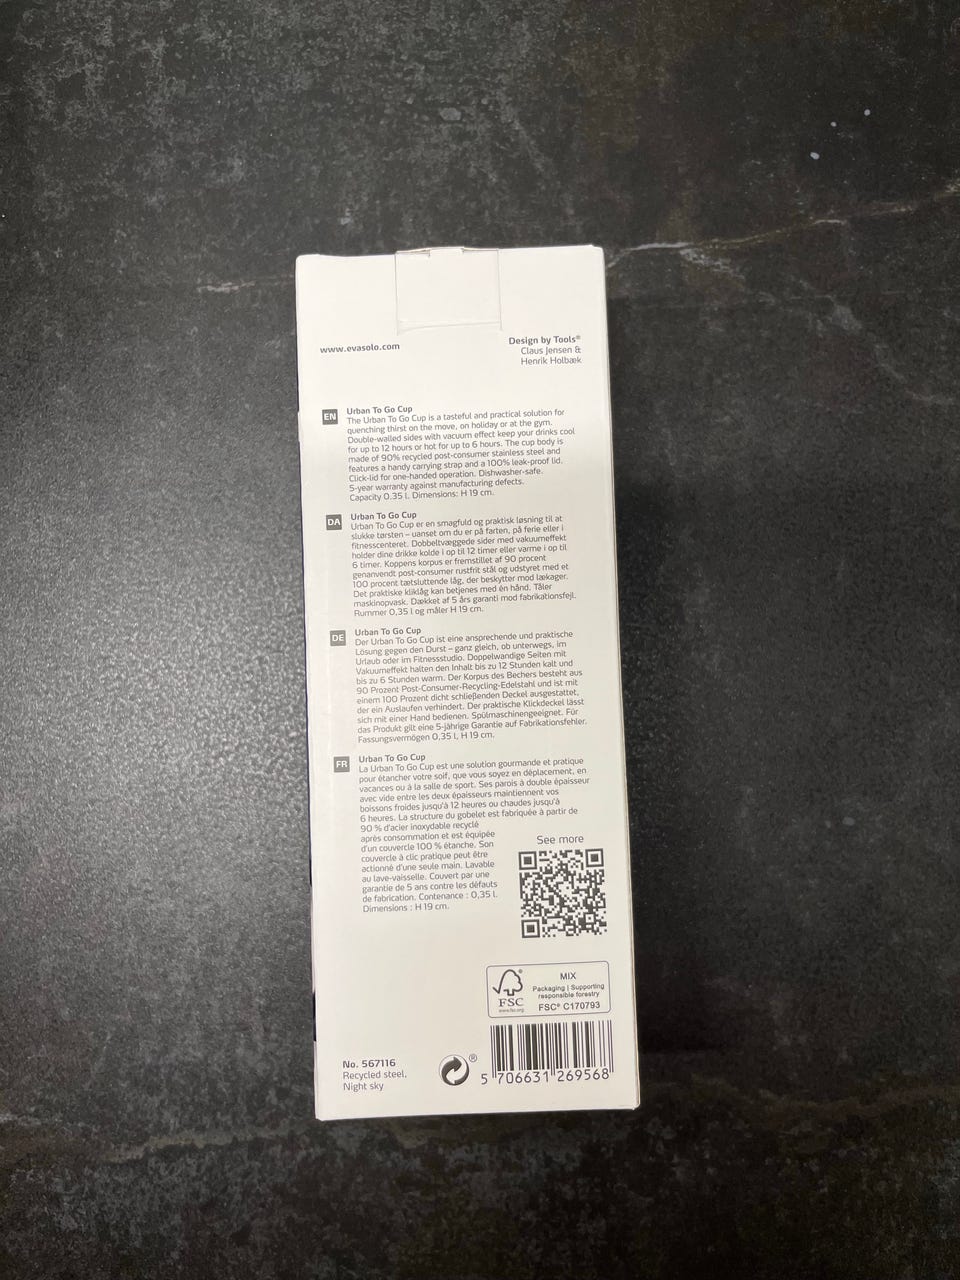 www.evasolo.com
Design by Tools®
Claus Jensen &
Henrik Holbæk
EN
Urban To Go Cup
The Urban To Go Cup is a tasteful and practical solution for
quenching thirst on the move, on holiday or at the gym.
Double-walled sides with vacuum effect keep your drinks cool
for up to 12 hours or hot for up to 6 hours. The cup body is
made of 90% recycled post-consumer stainless steel and
features a handy carrying strap and a 100% leak-proof lid.
Click-lid for one-handed operation. Dishwasher-safe.
5-year warranty against manufacturing defects.
Capacity 0.35 l. Dimensions: H 19 cm.
DA
Urban To Go Cup
Urban To Go Cup er en smagfuld og praktisk løsning til at
slukke tørsten – uanset om du er på farten, på ferie eller i
fitnesscenteret. Dobbeltvæggede sider med vakuumeffekt
holder dine drikke kolde i op til 12 timer eller varme i op til
6 timer. Koppens korpus er fremstillet af 90 procent
genanvendt post-consumer rustfrit stål og udstyret med et
100 procent tætsluttende låg, der beskytter mod lækager.
Det praktiske kliklåg kan betjenes med én hånd. Tåler
maskinopvask. Dækket af 5 års garanti mod fabrikationsfejl.
Rummer 0,35 l og måler H 19 cm.
DE
Urban To Go Cup
Der Urban To Go Cup ist eine ansprechende und praktische
Lösung gegen den Durst – ganz gleich, ob unterwegs, im
Urlaub oder im Fitnessstudio. Doppelwandige Seiten mit
Vakuumeffekt halten den Inhalt bis zu 12 Stunden kalt und
bis zu 6 Stunden warm. Der Korpus des Bechers besteht aus
90 Prozent Post-Consumer-Recycling-Edelstahl und ist mit
einem 100 Prozent dicht schließenden Deckel ausgestattet,
der ein Auslaufen verhindert. Der praktische Klickdeckel lässt
sich mit einer Hand bedienen. Spülmaschinengeeignet. Für
das Produkt gilt eine 5-jährige Garantie auf Fabrikationsfehler.
Fassungsvermögen 0,35 l, H 19 cm.
FR
Urban To Go Cup
La Urban To Go Cup est une solution gourmande et pratique
pour étancher votre soif, que vous soyez en déplacement, en
vacances ou à la salle de sport. Ses parois à double épaisseur
avec vide entre les deux épaisseurs maintiennent vos
boissons froides jusqu'à 12 heures ou chaudes jusqu'à
6 heures. La structure du gobelet est fabriquée à partir de
90 % d'acier inoxydable recyclé
après consommation et est équipée
d'un couvercle 100 % étanche. Son
couvercle à clic pratique peut être
actionné d'une seule main. Lavable
au lave-vaisselle. Couvert par une
garantie de 5 ans contre les défauts
de fabrication. Contenance : 0,35 l.
Dimensions : H 19 cm.
See more
FSC
www.fsc.org
MIX
Packaging | Supporting
responsible forestry
FSC® C170793
No. 567116
Recycled steel,
Night sky
®
5 706631 269568